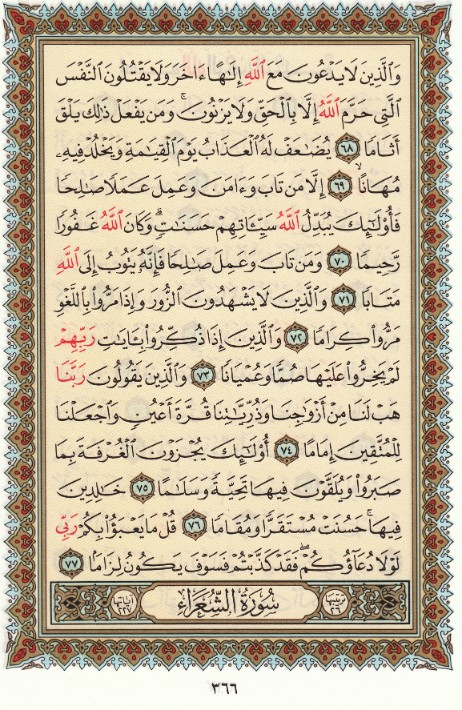 وَالَّذِينَ لَا يَدْعُونَ مَعَ اللَّهِ إِلَٰهًا ءَاخَرَ وَلَا يَقْتُلُونَ النَّفْسَ
الَّتِي حَرَّمَ اللَّهُ إِلَّا بِالْحَقِّ وَلَا يَزْنُونَ ۚ وَمَن يَفْعَلْ ذَٰلِكَ يَلْقَ
أَثَامًا ٦٨ يُضَٰعَفْ لَهُ الْعَذَابُ يَوْمَ الْقِيَٰمَةِ وَيَخْلُدْ فِيهِۦ
مُهَانًا ٦٩ إِلَّا مَن تَابَ وَءَامَنَ وَعَمِلَ عَمَلًا صَٰلِحًا
فَأُو۟لَٰٓئِكَ يُبَدِّلُ اللَّهُ سَيِّـَٔاتِهِمْ حَسَنَٰتٍ ۗ وَكَانَ اللَّهُ غَفُورًا
رَّحِيمًا ٧٠ وَمَن تَابَ وَعَمِلَ صَٰلِحًا فَإِنَّهُۥ يَتُوبُ إِلَى اللَّهِ
مَتَابًا ٧١ وَالَّذِينَ لَا يَشْهَدُونَ الزُّورَ وَإِذَا مَرُّوا۟ بِاللَّغْوِ
مَرُّوا۟ كِرَامًا ٧٢ وَالَّذِينَ إِذَا ذُكِّرُوا۟ بِـَٔايَٰتِ رَبِّهِمْ
لَمْ يَخِرُّوا۟ عَلَيْهَا صُمًّا وَعُمْيَانًا ٧٣ وَالَّذِينَ يَقُولُونَ رَبَّنَا
هَبْ لَنَا مِنْ أَزْوَٰجِنَا وَذُرِّيَّٰتِنَا قُرَّةَ أَعْيُنٍ وَاجْعَلْنَا
لِلْمُتَّقِينَ إِمَامًا ٧٤ أُو۟لَٰٓئِكَ يُجْزَوْنَ الْغُرْفَةَ بِمَا
صَبَرُوا۟ وَيُلَقَّوْنَ فِيهَا تَحِيَّةً وَسَلَٰمًا ٧٥ خَٰلِدِينَ
فِيهَا ۚ حَسُنَتْ مُسْتَقَرًّا وَمُقَامًا ٧٦ قُلْ مَا يَعْبَؤُا۟ بِكُمْ رَبِّي
لَوْلَا دُعَآؤُكُمْ ۖ فَقَدْ كَذَّبْتُمْ فَسَوْفَ يَكُونُ لِزَامًا ٧٧
سُورَةُ الشُّعَرَاءِ
٣٦٦